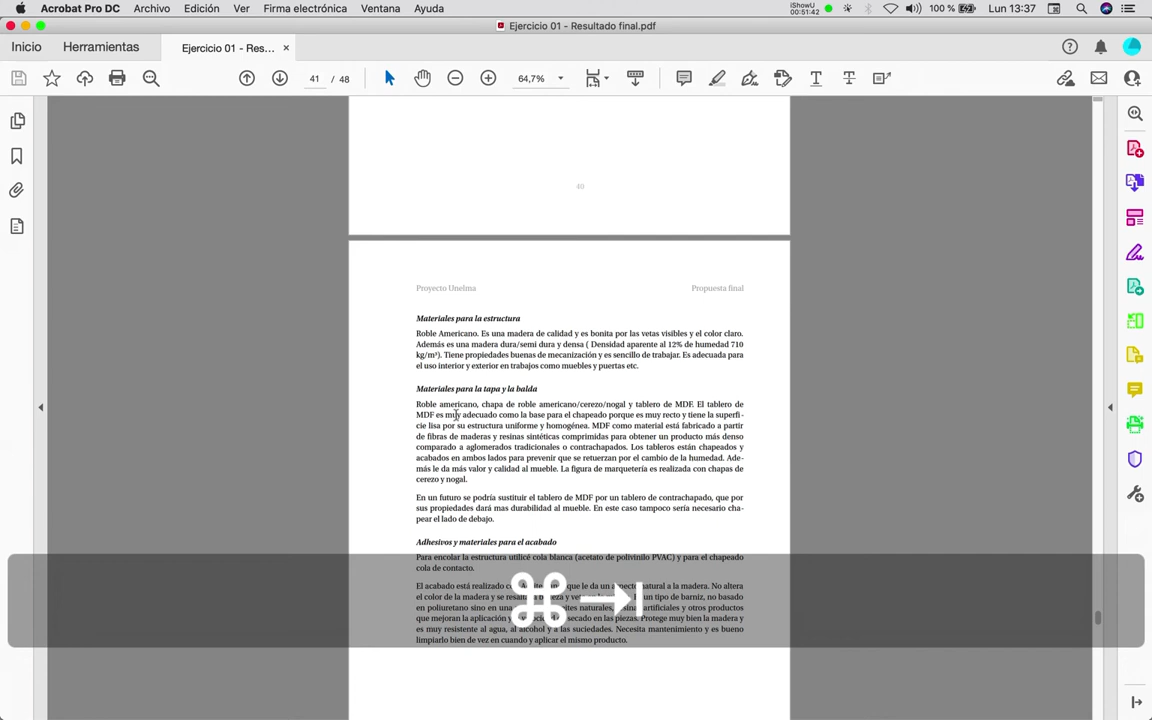 Acrobat Pro DC Archivo Edición Ver Firma electrónica Ventana Ayuda iShowU 00:51:42 100 % Lun 13:37
Ejercicio 01 - Resultado final.pdf
Inicio Herramientas Ejercicio 01 - Res... ×
41 / 48 64,7%
40
Proyecto Unelma Propuesta final
Materiales para la estructura
Roble Americano. Es una madera de calidad y es bonita por las vetas visibles y el color claro.
Además es una madera dura/semi dura y densa ( Densidad aparente al 12% de humedad 710
kg/m³). Tiene propiedades buenas de mecanización y es sencillo de trabajar. Es adecuada para
el uso interior y exterior en trabajos como muebles y puertas etc.
Materiales para la tapa y la balda
Roble americano, chapa de roble americano/cerezo/nogal y tablero de MDF. El tablero de
MDF es muy adecuado como la base para el chapeado porque es muy recto y tiene la superfi-
cie lisa por su estructura uniforme y homogénea. MDF como material está fabricado a partir
de fibras de maderas y resinas sintéticas comprimidas para obtener un producto más denso
comparado a aglomerados tradicionales o contrachapados. Los tableros están chapeados y
acabados en ambos lados para prevenir que se retuerzan por el cambio de la humedad. Ade-
más le da más valor y calidad al mueble. La figura de marquetería es realizada con chapas de
cerezo y nogal.
En un futuro se podría sustituir el tablero de MDF por un tablero de contrachapado, que por
sus propiedades dará mas durabilidad al mueble. En este caso tampoco sería necesario cha-
pear el lado de debajo.
Adhesivos y materiales para el acabado
Para encolar la estructura utilicé cola blanca (acetato de polivinilo PVAC) y para el chapeado
cola de contacto.
El acabado está realizado que le da un aspecto natural a la madera. No altera
el color de la madera y se resalta un tipo de barniz, no basado
en poliuretano sino en una aceites naturales, artificiales y otros productos
que mejoran la aplicación y secado en las piezas. Protege muy bien la madera y
es muy resistente al agua, al alcohol y a las suciedades. Necesita mantenimiento y es bueno
limpiarlo bien de vez en cuando y aplicar el mismo producto.
⌘→|